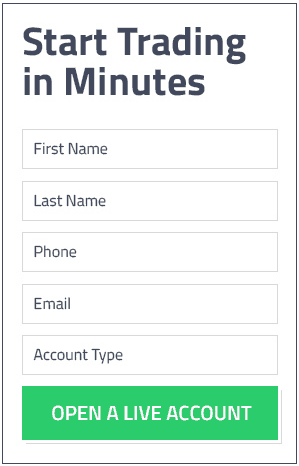 Start Trading
in Minutes
First Name
Last Name
Phone
Email
Account Type
OPEN A LIVE ACCOUNT